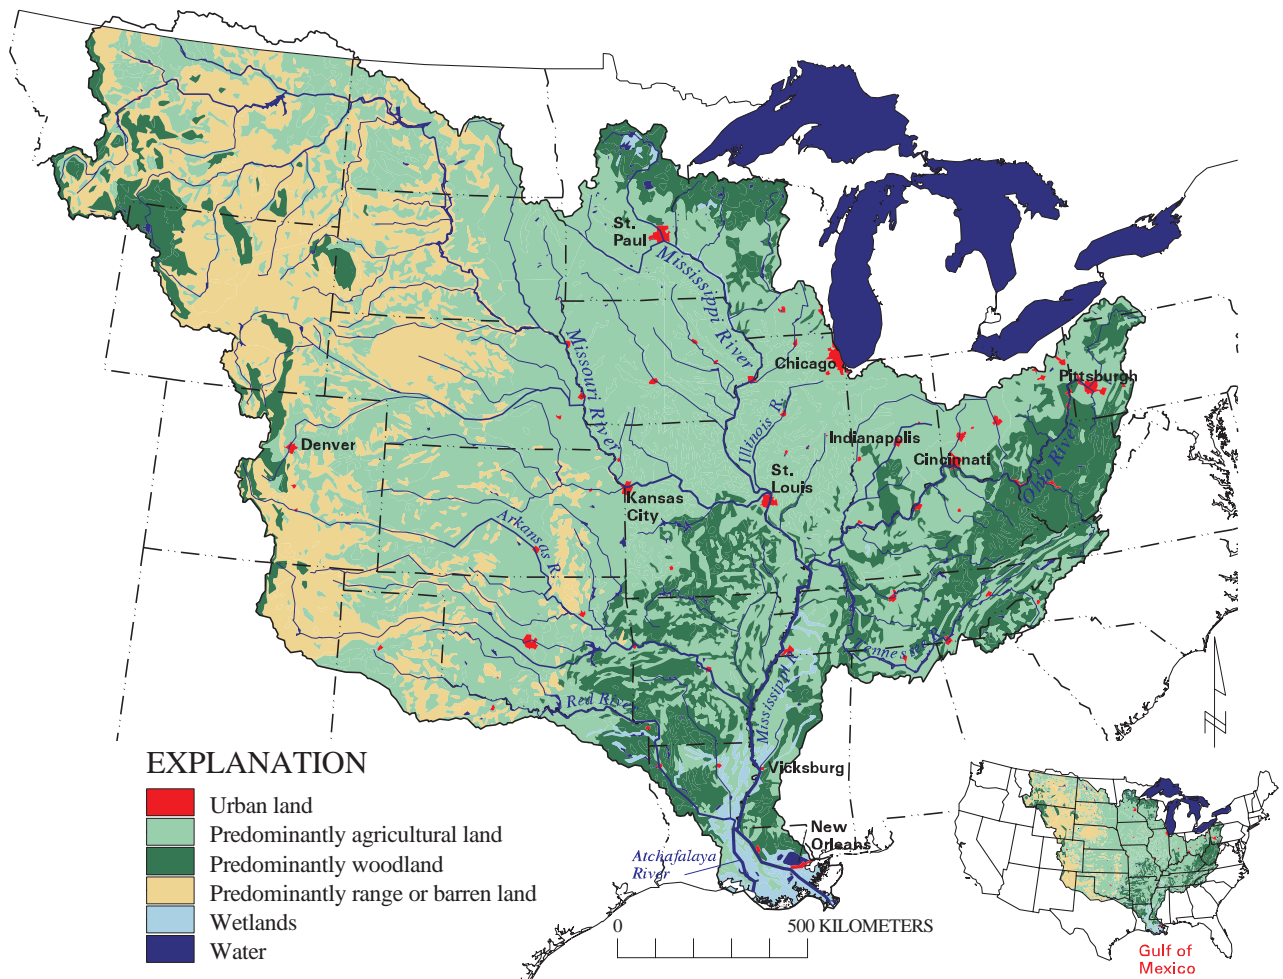 St.
Paul
Mississippi River
Chicago
Pittsburgh
Missouri River
Illinois R.
Indianapolis
Cincinnati
Ohio River
Denver
St.
Louis
Kansas
City
Arkansas R.
Tennessee R.
Mississippi R.
Red River
Vicksburg
New
Orleans
Atchafalaya
River
EXPLANATION
Urban land
Predominantly agricultural land
Predominantly woodland
Predominantly range or barren land
Wetlands
Water
0
500 KILOMETERS
N
Gulf of
Mexico